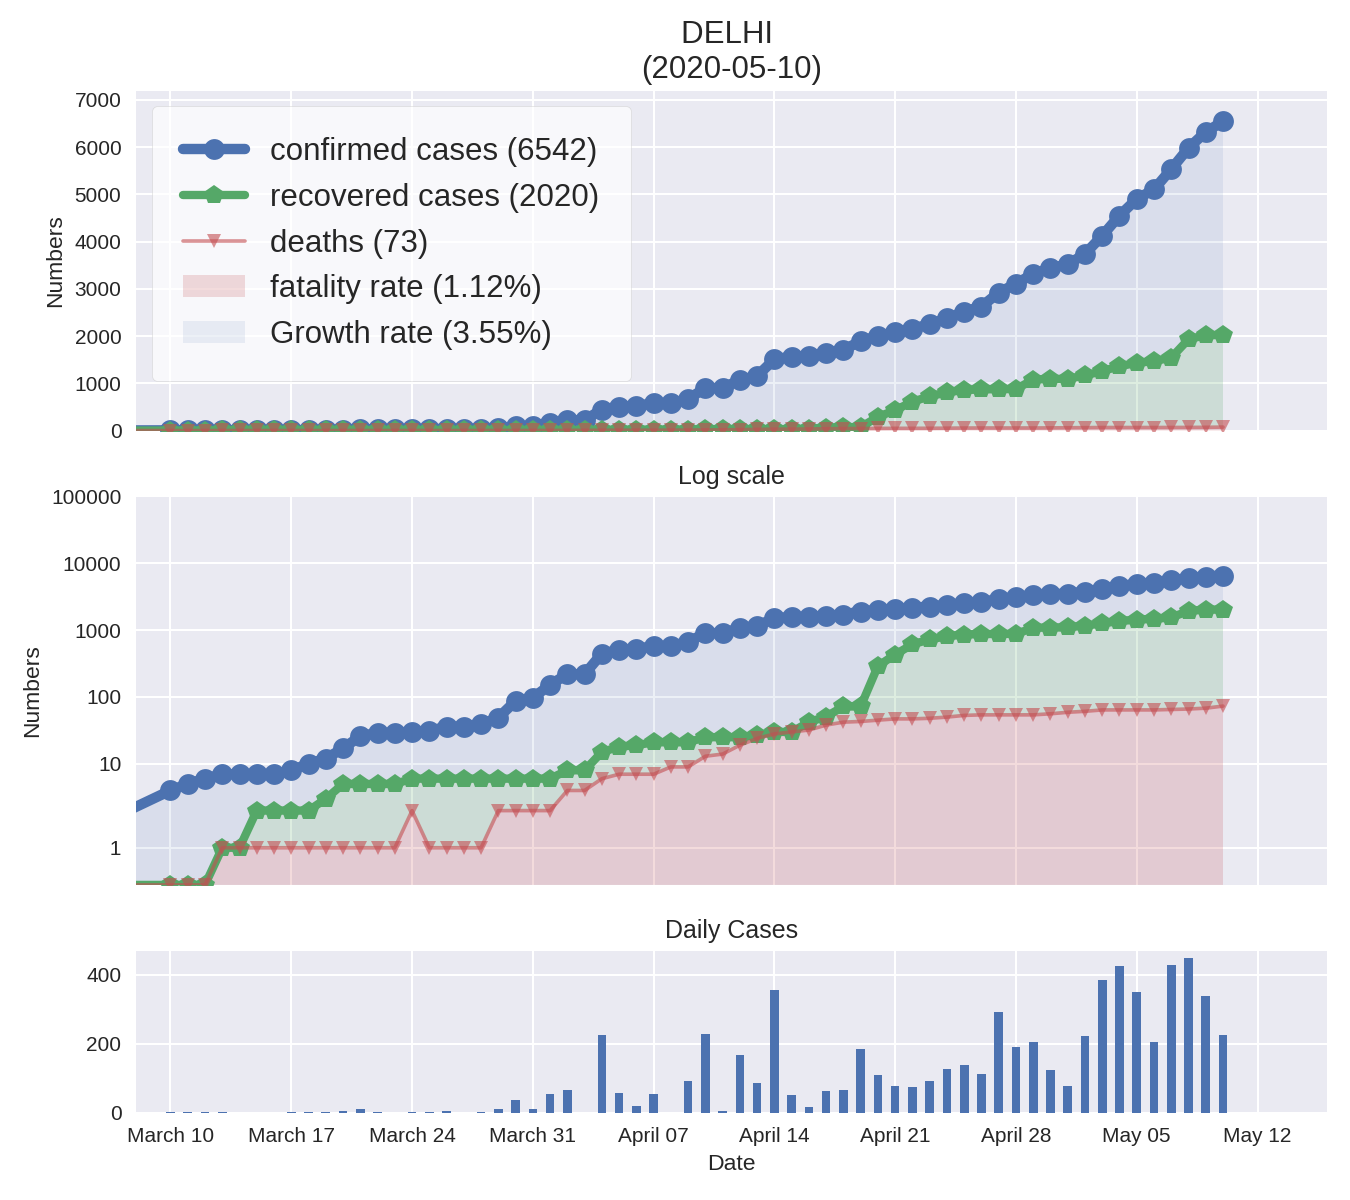 DELHI
(2020-05-10)
7000
6000
5000
4000
3000
2000
1000
0
Numbers
confirmed cases (6542)
recovered cases (2020)
deaths (73)
fatality rate (1.12%)
Growth rate (3.55%)
Log scale
100000
10000
1000
100
10
1
Numbers
Daily Cases
400
200
0
March 10 March 17 March 24 March 31 April 07 April 14 April 21 April 28 May 05 May 12
Date